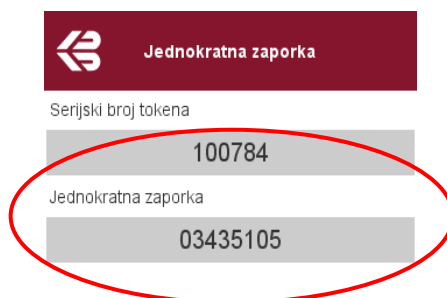 Jednokratna zaporka
Serijski broj tokena
100784
Jednokratna zaporka
03435105